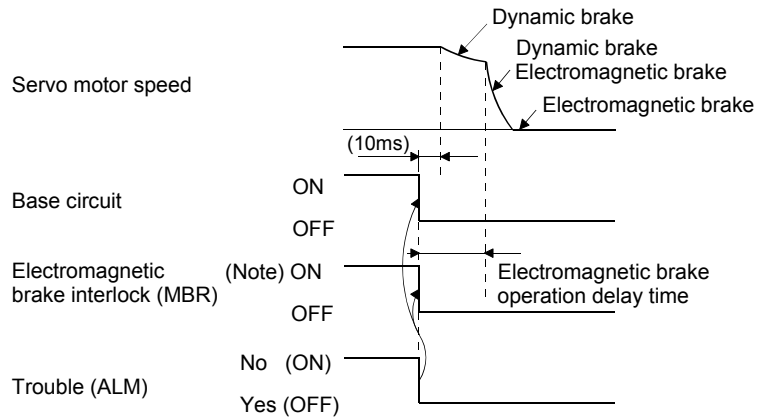 Dynamic brake
Dynamic brake
Electromagnetic brake
Servo motor speed
Electromagnetic brake
(10ms)
ON
Base circuit
OFF
Electromagnetic (Note) ON Electromagnetic brake
brake interlock (MBR) operation delay time
OFF
No (ON)
Trouble (ALM)
Yes (OFF)